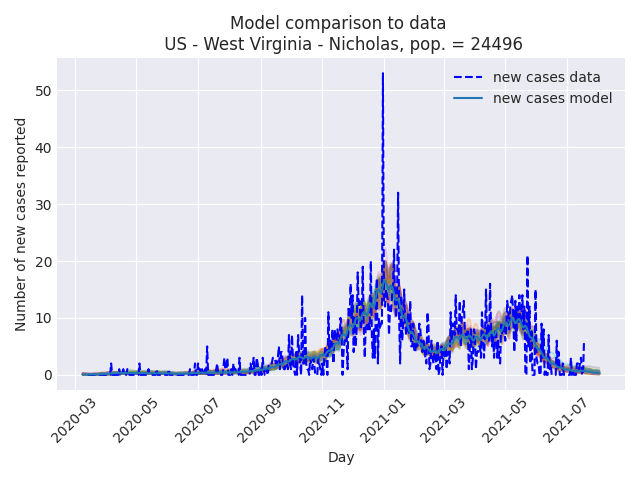 Model comparison to data
US - West Virginia - Nicholas, pop. = 24496
new cases data
new cases model
Number of new cases reported
50
40
30
20
10
0
2020-03
2020-05
2020-07
2020-09
2020-11
2021-01
2021-03
2021-05
2021-07
Day